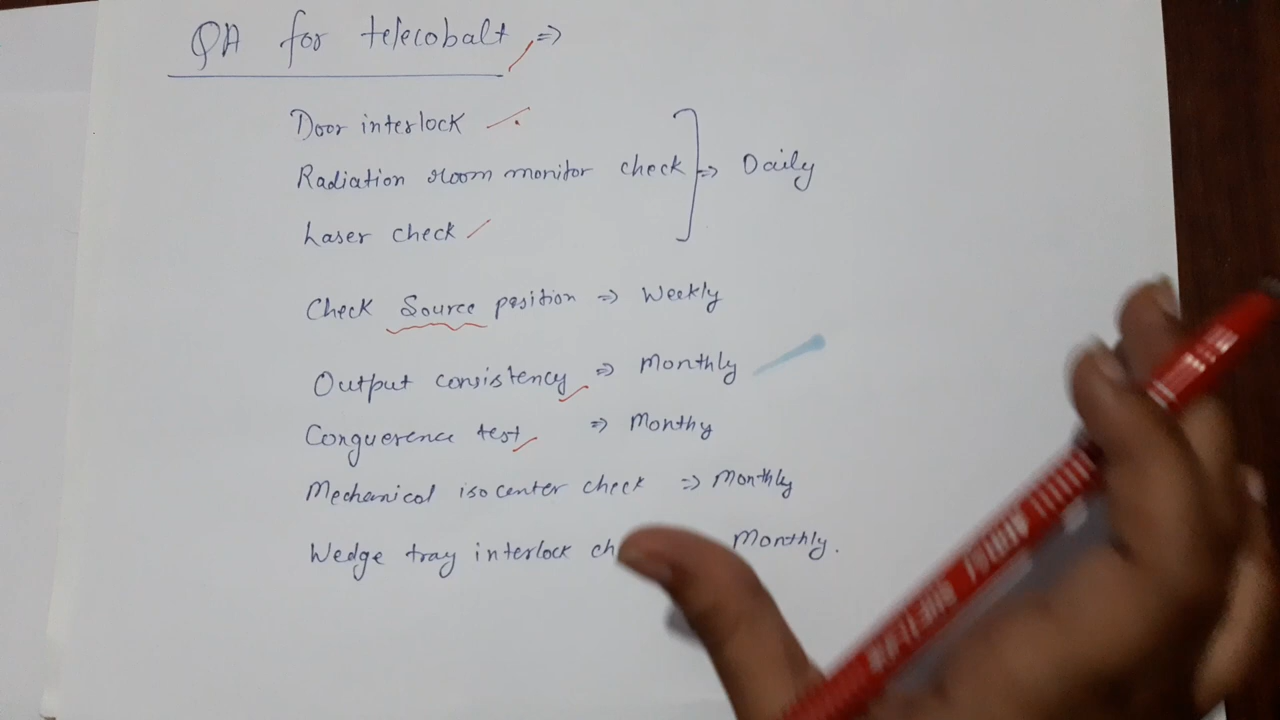 QA for telecobalt =>
Door interlock
Radiation room monitor check => Daily
Laser check
Check Source position => Weekly
Output consistency => Monthly
Conguerence test => Monthy
Mechanical isocenter check => Monthly
Wedge tray interlock ch Monthly.